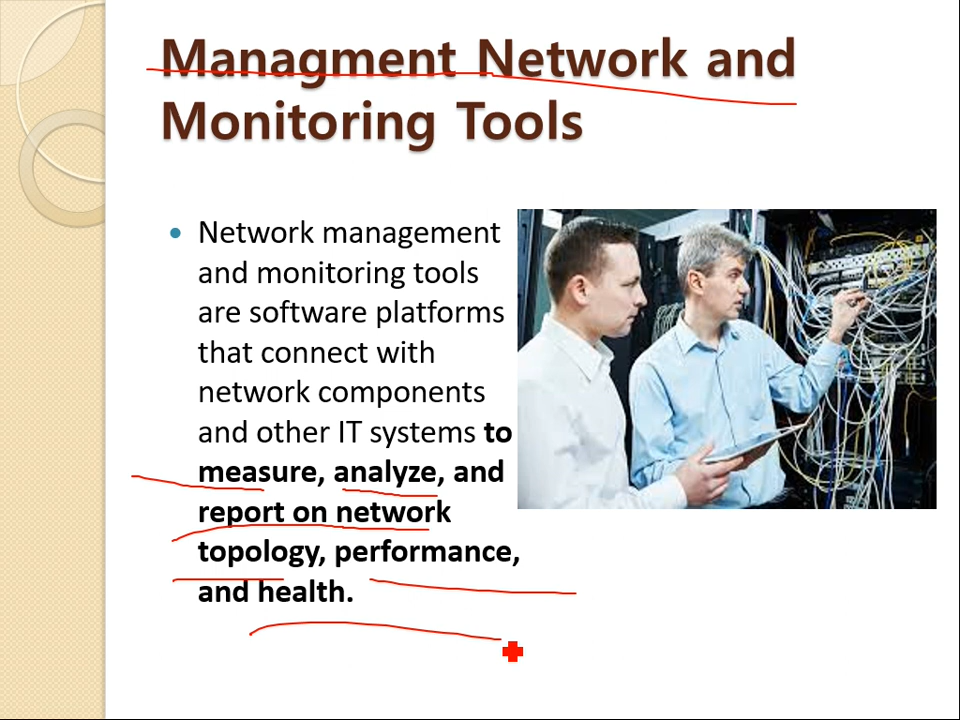 Managment Network and
Monitoring Tools
Network management
and monitoring tools
are software platforms
that connect with
network components
and other IT systems to
measure, analyze, and
report on network
topology, performance,
and health.